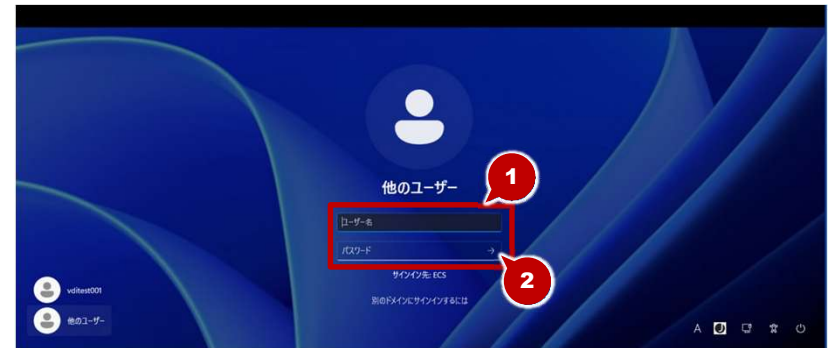 他のユーザー
1
ユーザー名
パスワード
2
サインイン先: ECS
別のドメインにサインインするには
vditest001
他のユーザー
A